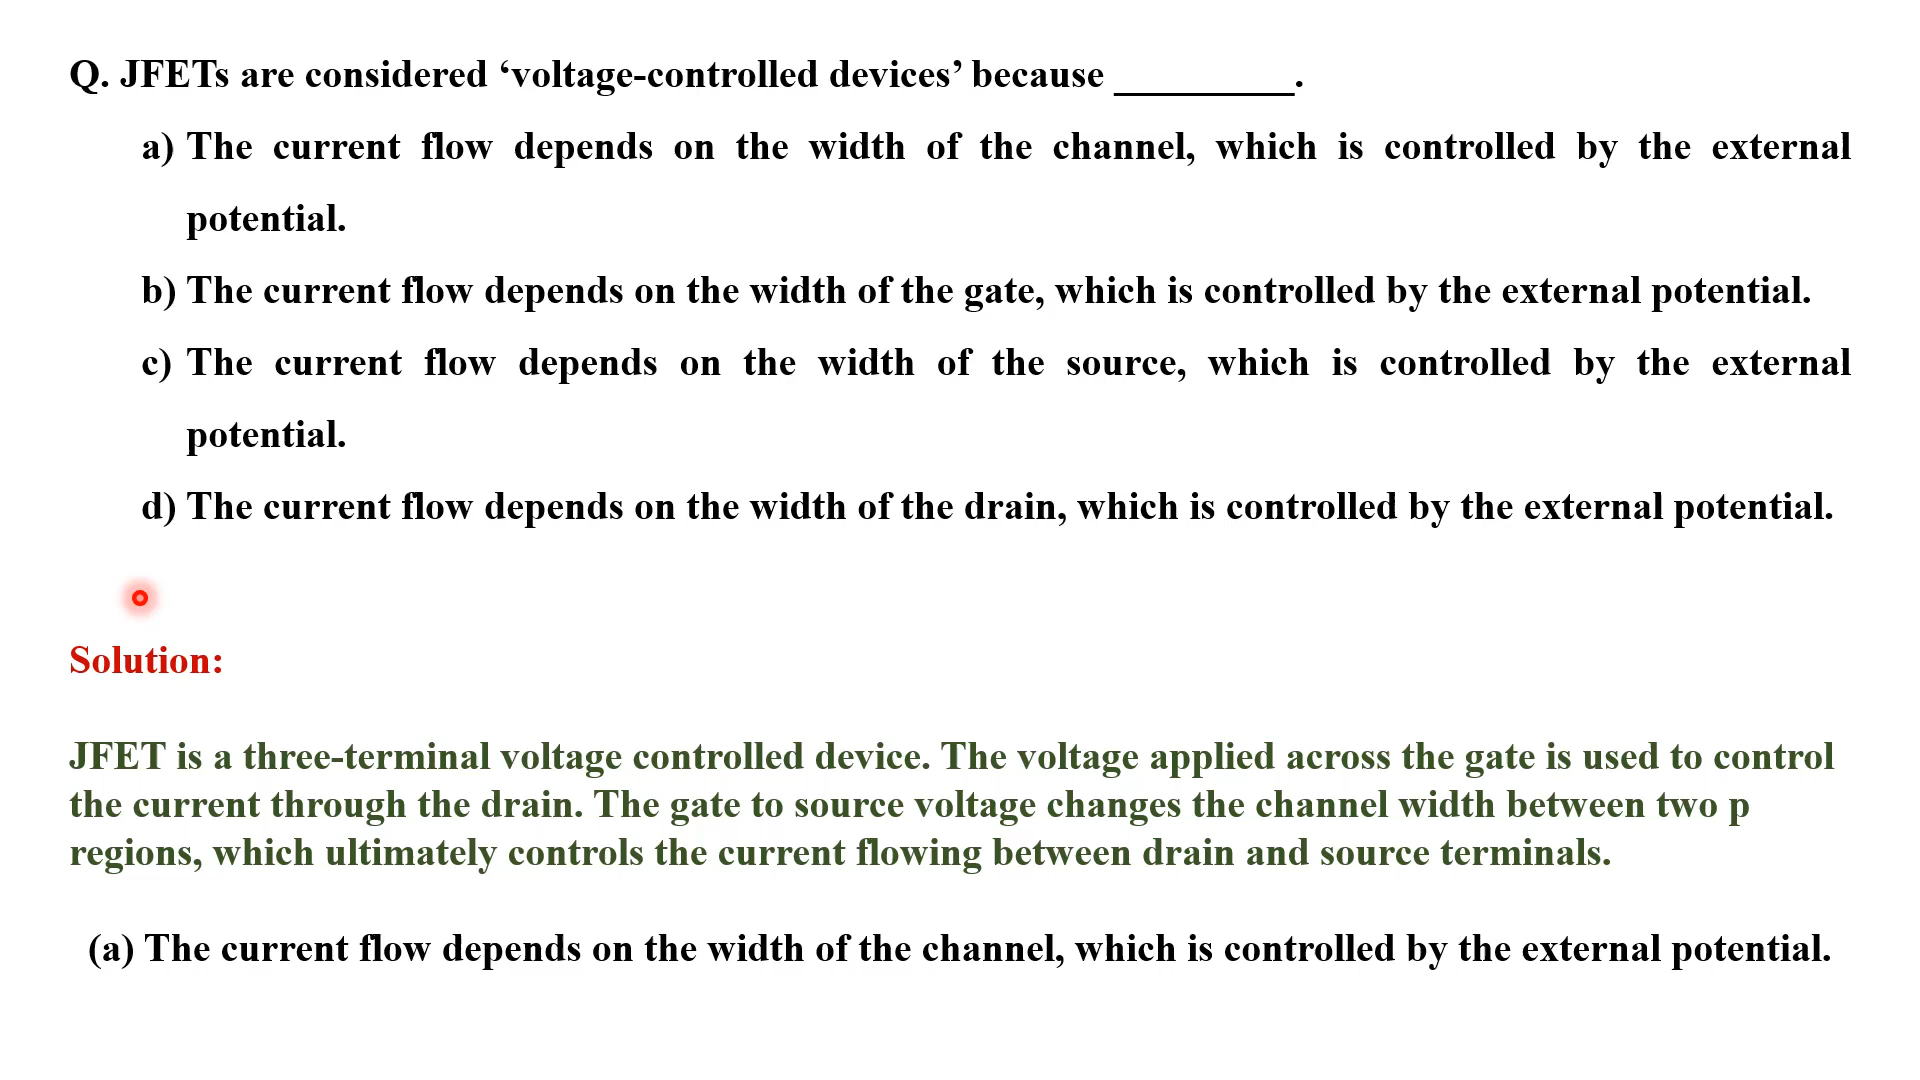 Q. JFETs are considered ‘voltage-controlled devices’ because _________.
a) The current flow depends on the width of the channel, which is controlled by the external
potential.
b) The current flow depends on the width of the gate, which is controlled by the external potential.
c) The current flow depends on the width of the source, which is controlled by the external
potential.
d) The current flow depends on the width of the drain, which is controlled by the external potential.
Solution:
JFET is a three-terminal voltage controlled device. The voltage applied across the gate is used to control
the current through the drain. The gate to source voltage changes the channel width between two p
regions, which ultimately controls the current flowing between drain and source terminals.
(a) The current flow depends on the width of the channel, which is controlled by the external potential.